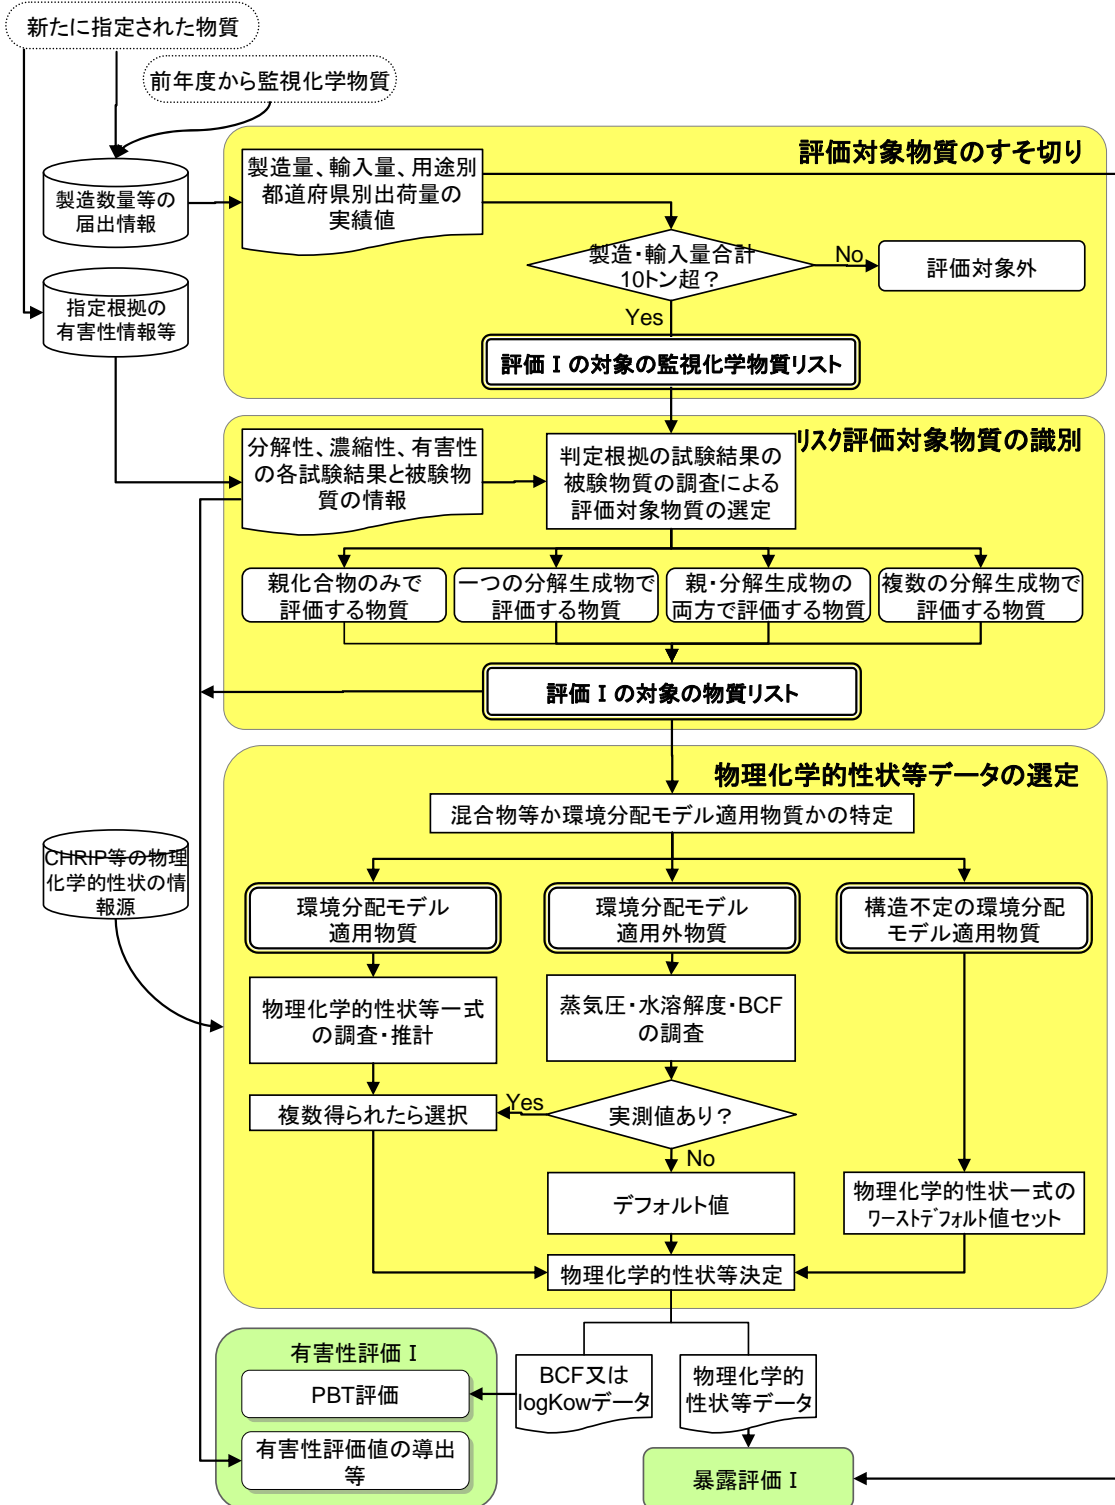 新たに指定された物質
前年度から監視化学物質
製造数量等の
届出情報
指定根拠の
有害性情報等
評価対象物質のすそ切り
製造量、輸入量、用途別
都道府県別出荷量の
実績値
製造・輸入量合計
10トン超？
No
評価対象外
Yes
評価Ⅰの対象の監視化学物質リスト
リスク評価対象物質の識別
分解性、濃縮性、有害性
の各試験結果と被験物
質の情報
判定根拠の試験結果の
被験物質の調査による
評価対象物質の選定
親化合物のみで
評価する物質
一つの分解生成物で
評価する物質
親・分解生成物の
両方で評価する物質
複数の分解生成物で
評価する物質
評価Ⅰの対象の物質リスト
物理化学的性状等データの選定
混合物等か環境分配モデル適用物質かの特定
CHRIP等の物理
化学的性状の情
報源
環境分配モデル
適用物質
環境分配モデル
適用外物質
構造不定の環境分配
モデル適用物質
物理化学的性状等一式
の調査・推計
蒸気圧・水溶解度・BCF
の調査
複数得られたら選択
Yes
実測値あり？
No
デフォルト値
物理化学的性状一式の
ワーストデフォルト値セット
物理化学的性状等決定
有害性評価Ⅰ
PBT評価
有害性評価値の導出
等
BCF又は
logKowデータ
物理化学的
性状等データ
暴露評価Ⅰ